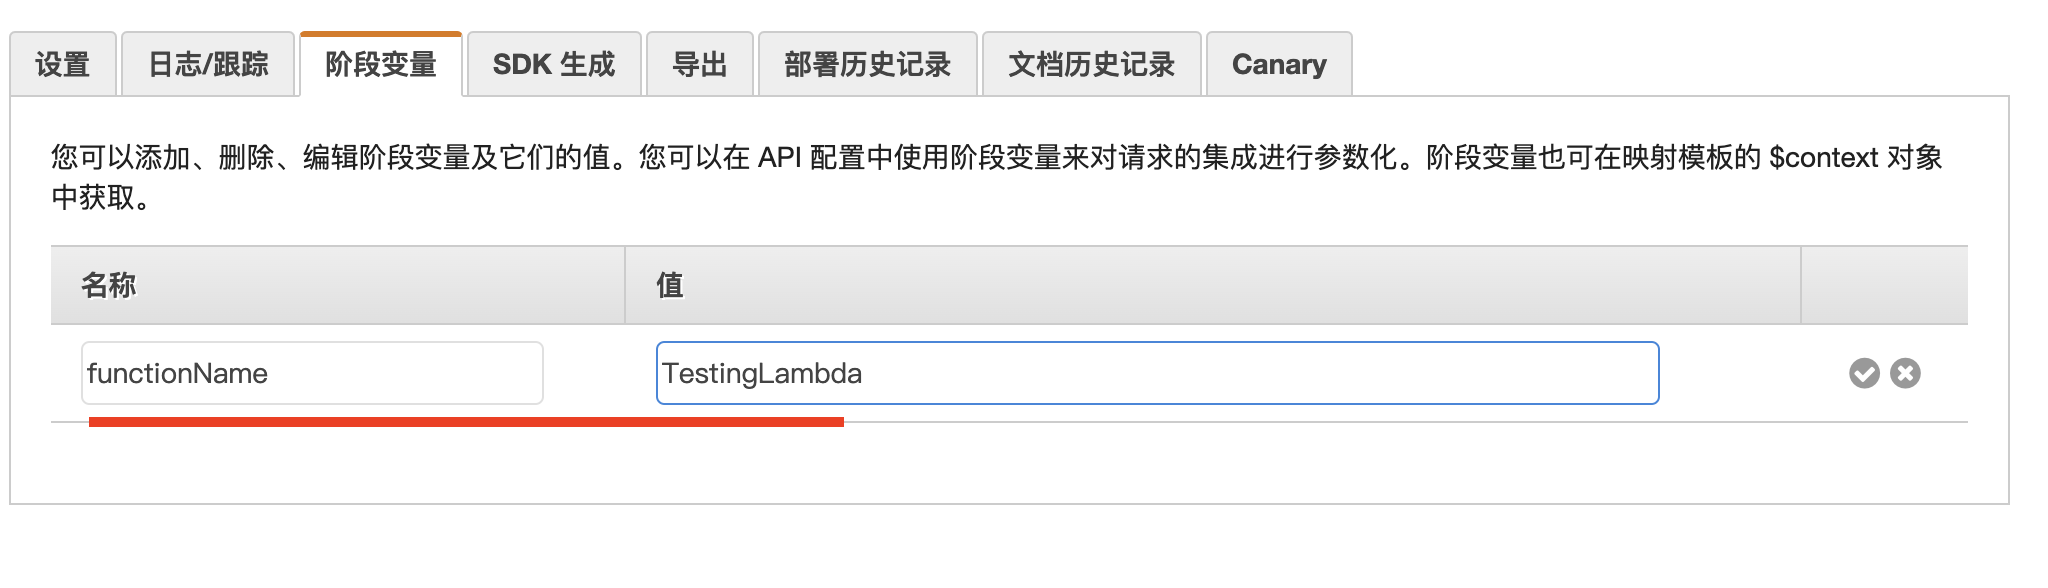 设置 日志/跟踪 阶段变量 SDK 生成 导出 部署历史记录 文档历史记录 Canary
您可以添加、删除、编辑阶段变量及它们的值。您可以在 API 配置中使用阶段变量来对请求的集成进行参数化。阶段变量也可在映射模板的 $context 对象
中获取。
名称 值
functionName TestingLambda